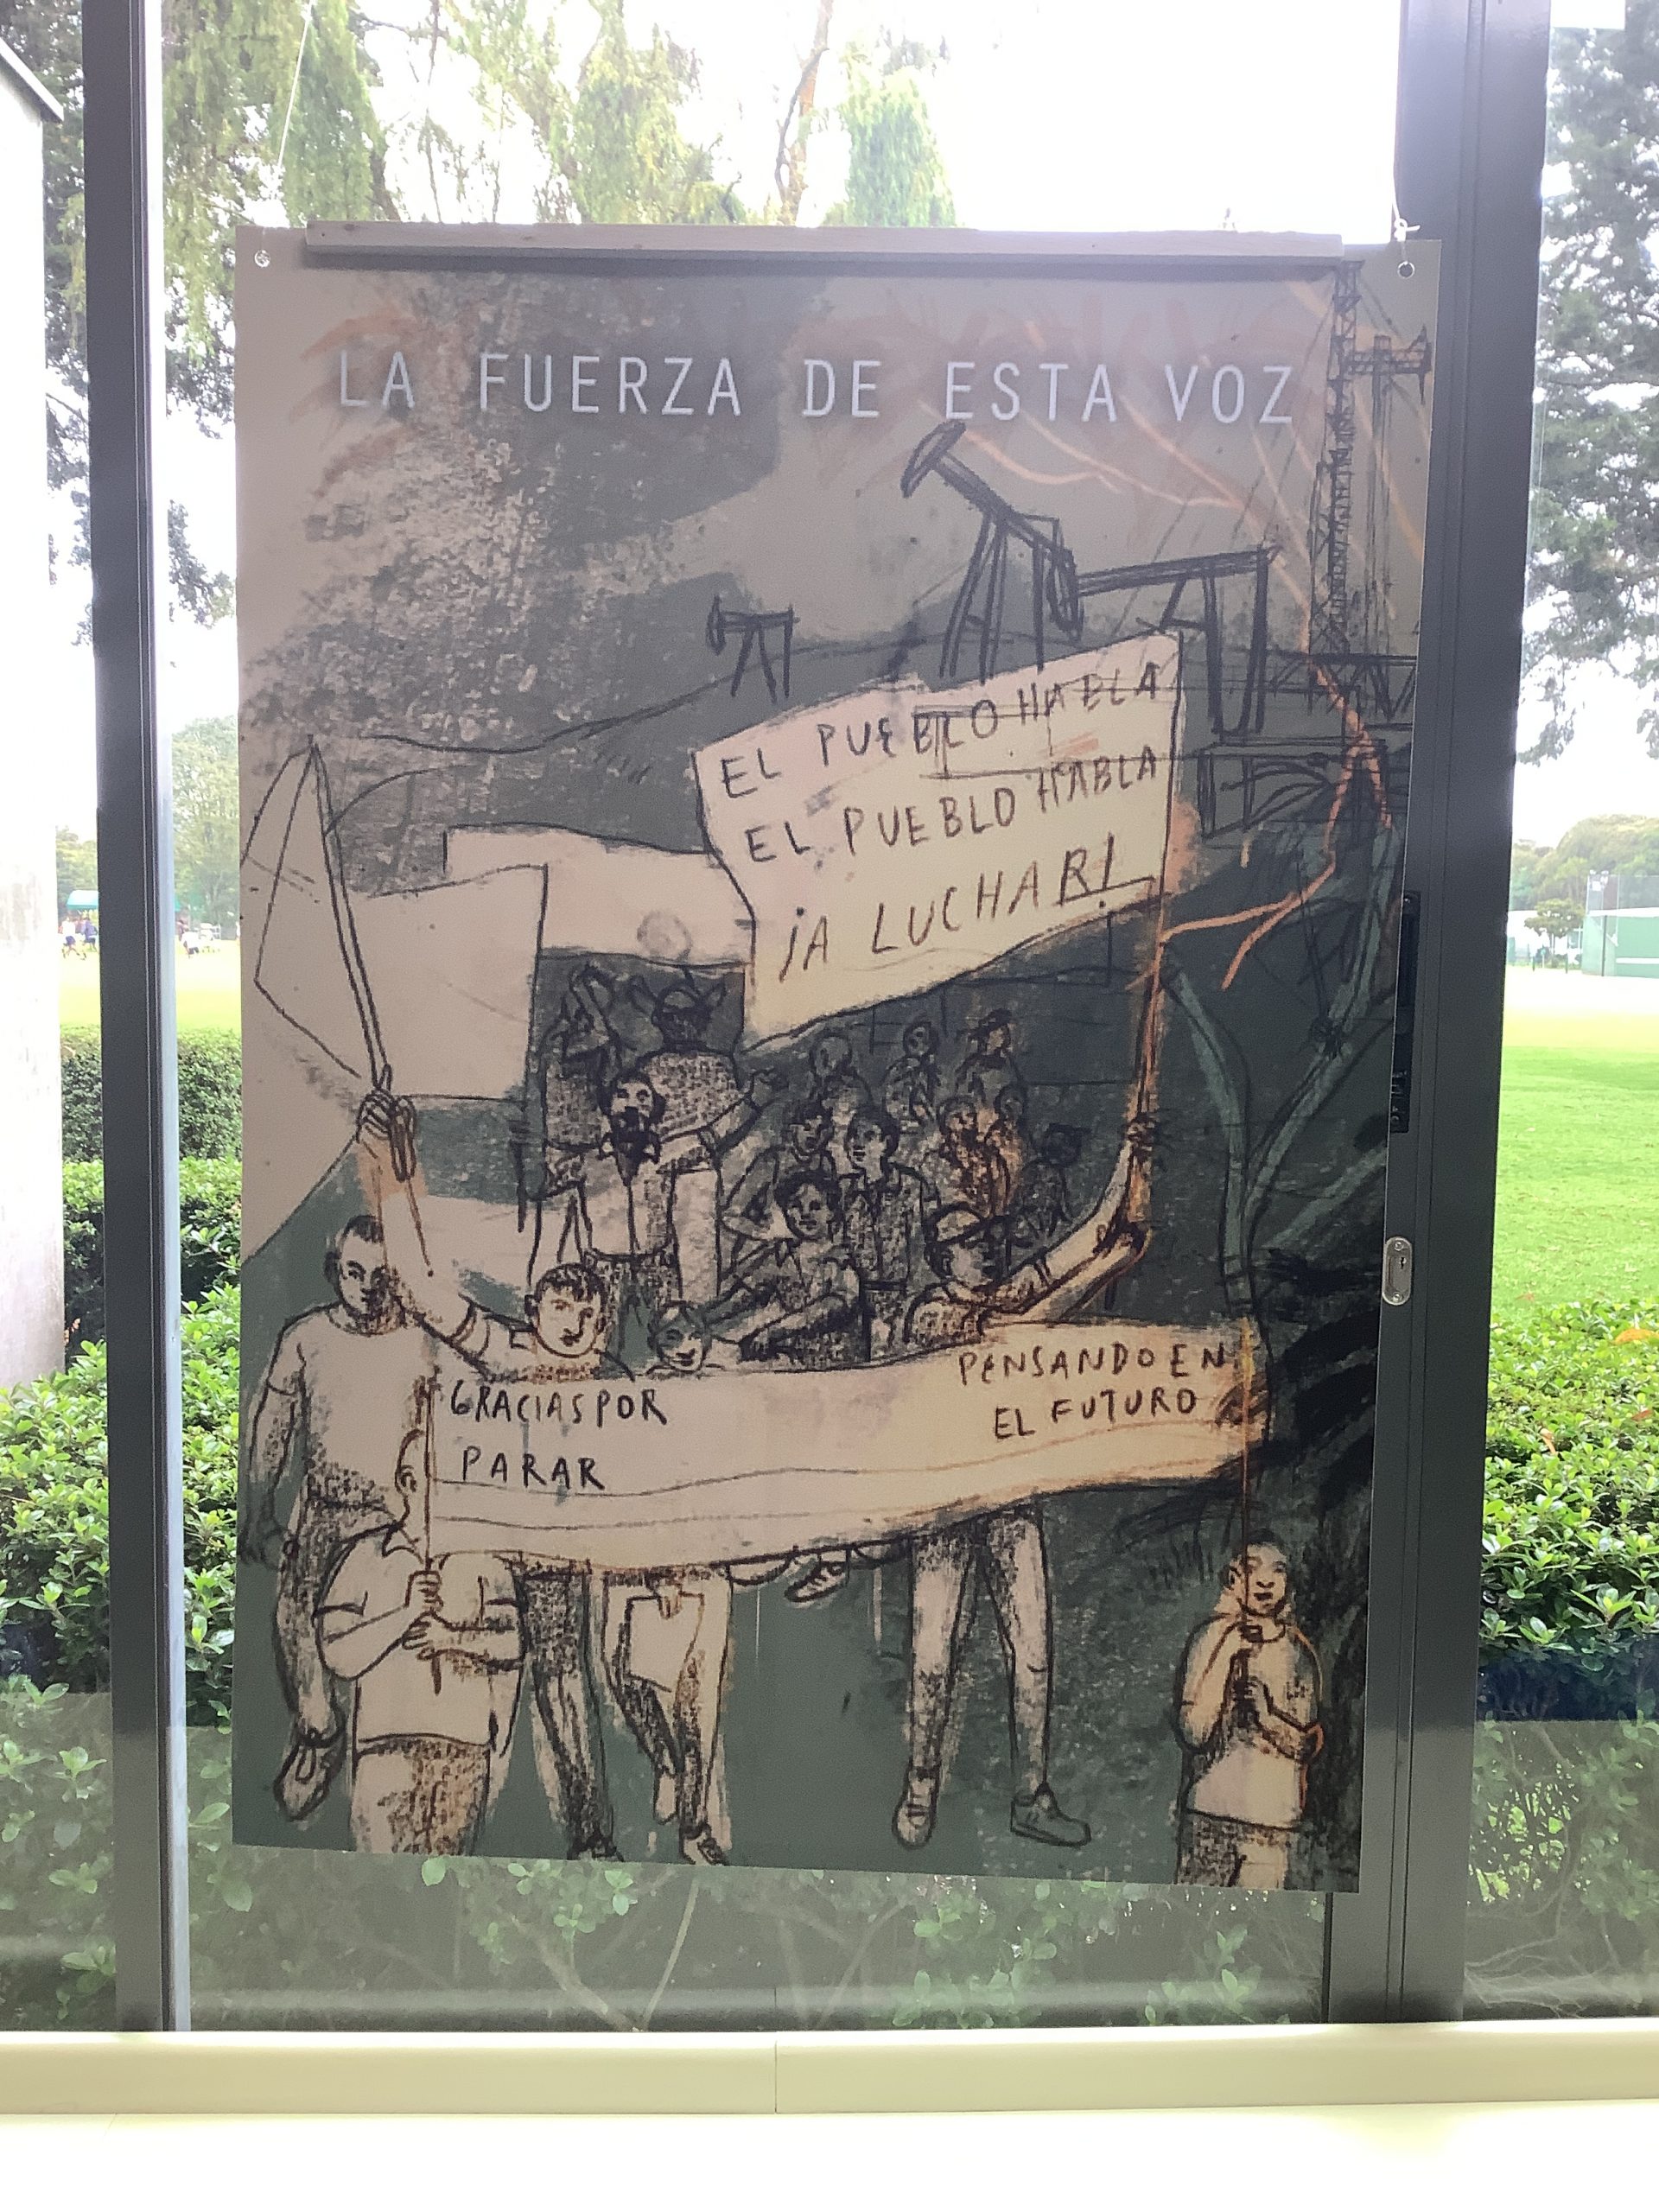 LA FUERZA DE ESTA VOZ
EL PUEBLO HABLA
EL PUEBLO HABLA
¡A LUCHAR!
GRACIAS POR
PARAR
PENSANDO EN
EL FUTURO